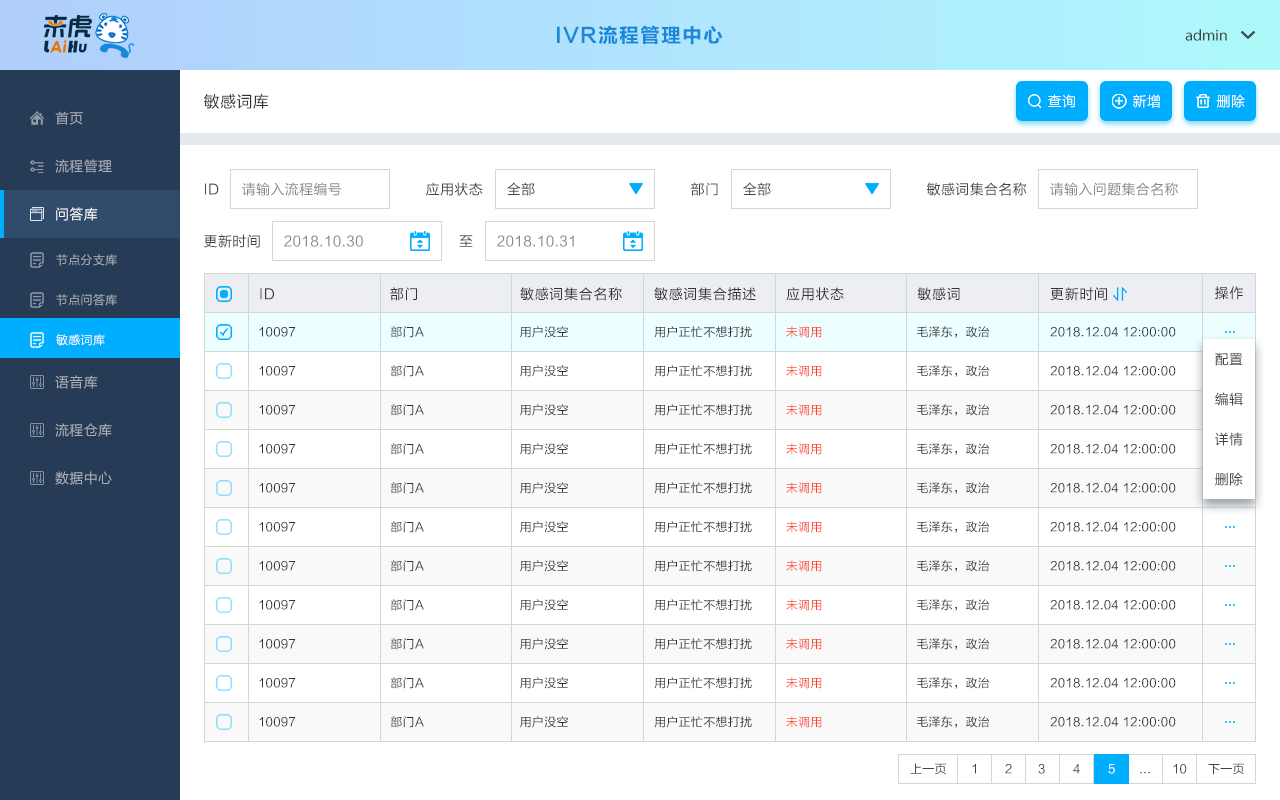 来虎
LAiHu
IVR流程管理中心
admin
首页
流程管理
问答库
节点分支库
节点问答库
敏感词库
语音库
流程仓库
数据中心
敏感词库
查询 新增 删除
ID 请输入流程编号 应用状态 全部 部门 全部 敏感词集合名称 请输入问题集合名称
更新时间 2018.10.30 至 2018.10.31
ID 部门 敏感词集合名称 敏感词集合描述 应用状态 敏感词 更新时间 操作
10097 部门A 用户没空 用户正忙不想打扰 未调用 毛泽东，政治 2018.12.04 12:00:00 ...
10097 部门A 用户没空 用户正忙不想打扰 未调用 毛泽东，政治 2018.12.04 12:00:00
10097 部门A 用户没空 用户正忙不想打扰 未调用 毛泽东，政治 2018.12.04 12:00:00
10097 部门A 用户没空 用户正忙不想打扰 未调用 毛泽东，政治 2018.12.04 12:00:00
10097 部门A 用户没空 用户正忙不想打扰 未调用 毛泽东，政治 2018.12.04 12:00:00
10097 部门A 用户没空 用户正忙不想打扰 未调用 毛泽东，政治 2018.12.04 12:00:00 ...
10097 部门A 用户没空 用户正忙不想打扰 未调用 毛泽东，政治 2018.12.04 12:00:00 ...
10097 部门A 用户没空 用户正忙不想打扰 未调用 毛泽东，政治 2018.12.04 12:00:00 ...
10097 部门A 用户没空 用户正忙不想打扰 未调用 毛泽东，政治 2018.12.04 12:00:00 ...
10097 部门A 用户没空 用户正忙不想打扰 未调用 毛泽东，政治 2018.12.04 12:00:00 ...
10097 部门A 用户没空 用户正忙不想打扰 未调用 毛泽东，政治 2018.12.04 12:00:00 ...
配置
编辑
详情
删除
上一页 1 2 3 4 5 ... 10 下一页